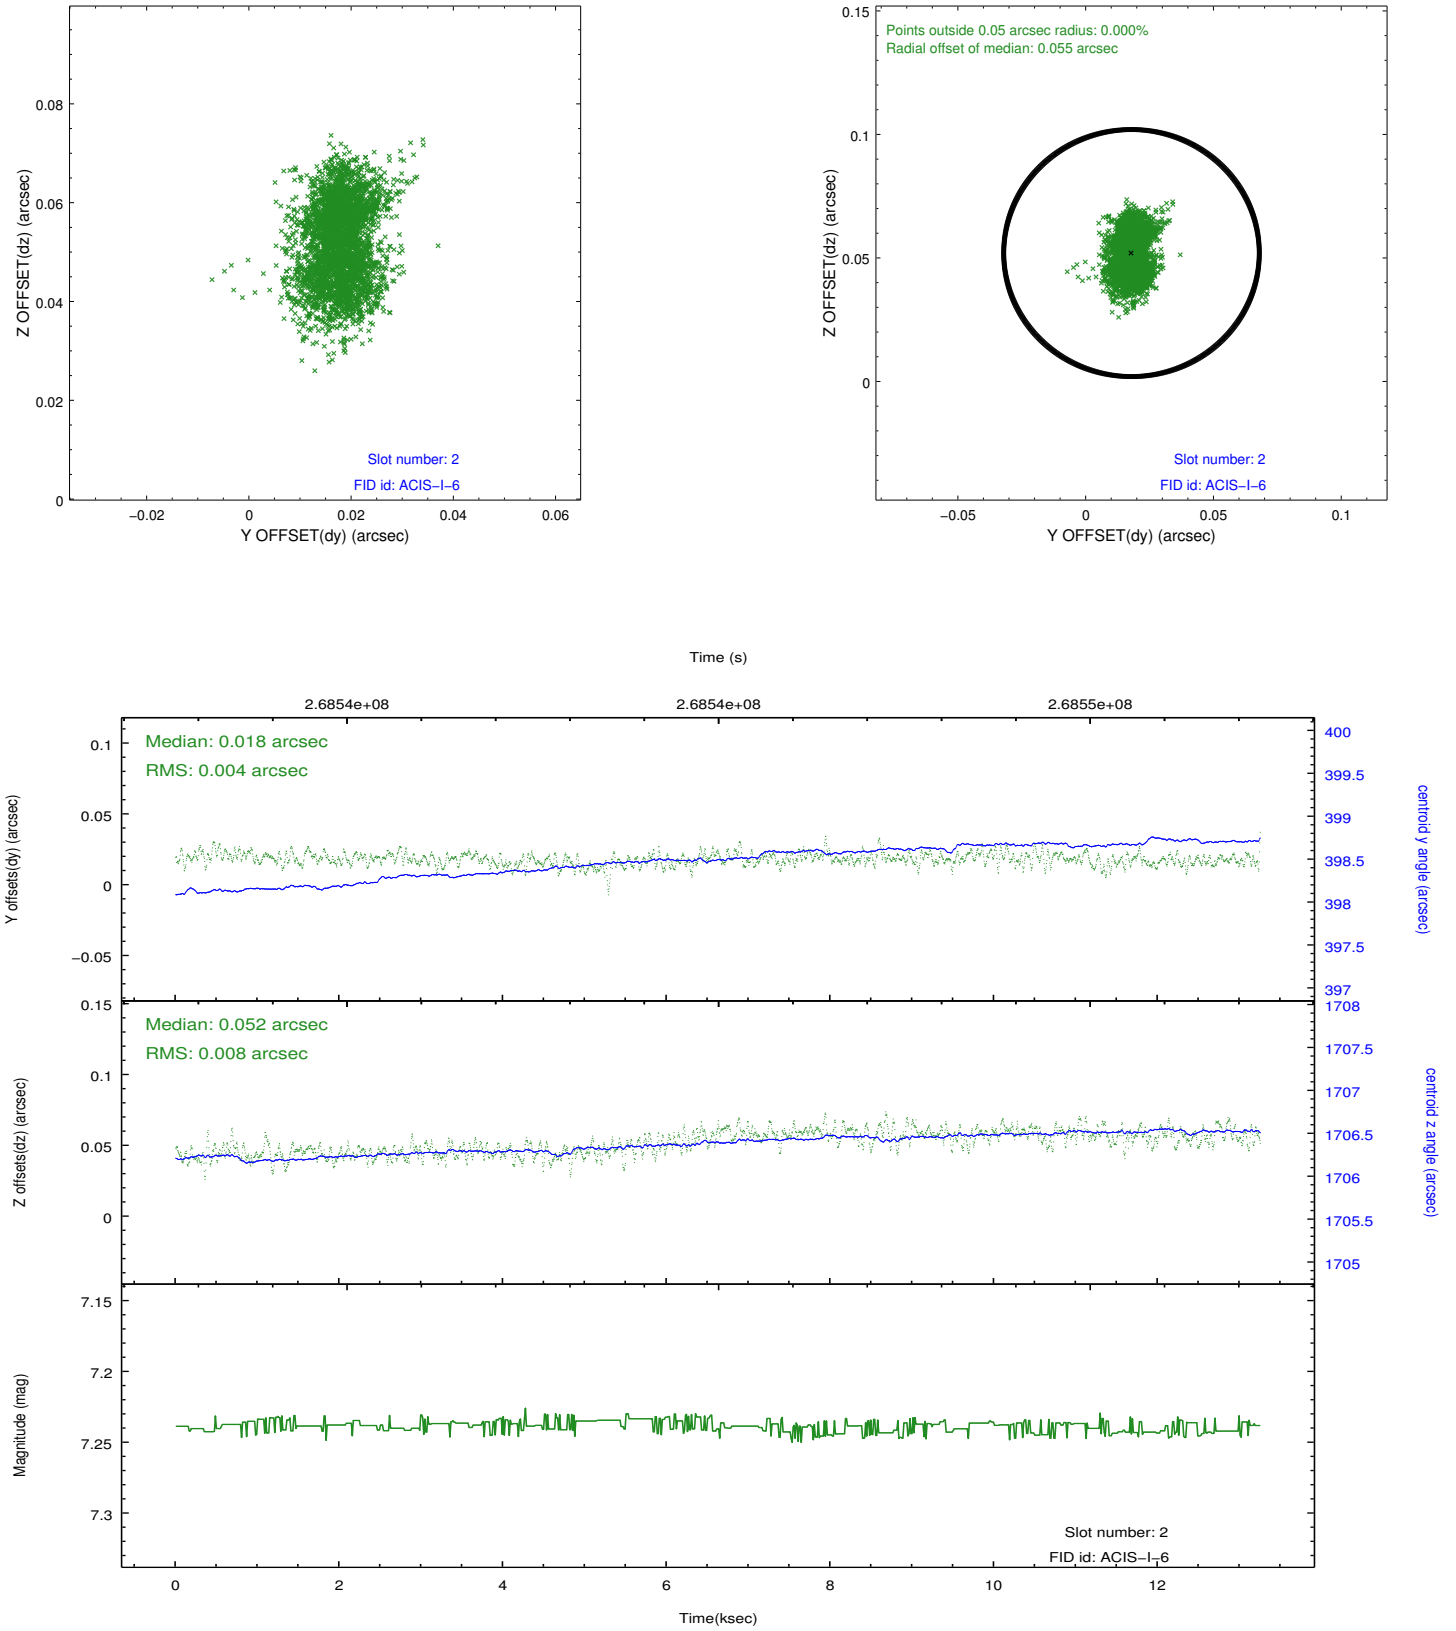 0.08
0.06
0.04
0.02
0
Z OFFSET(dz) (arcsec)
Slot number: 2
FID id: ACIS−I−6
−0.02 0 0.02 0.04 0.06
Y OFFSET(dy) (arcsec)
0.15
0.1
0.05
0
Z OFFSET(dz) (arcsec)
Points outside 0.05 arcsec radius: 0.000%
Radial offset of median: 0.055 arcsec
Slot number: 2
FID id: ACIS−I−6
−0.05 0 0.05 0.1
Y OFFSET(dy) (arcsec)
Time (s)
2.6854e+08 2.6854e+08 2.6855e+08
Median: 0.018 arcsec
RMS: 0.004 arcsec
0.1
0.05
0
−0.05
Y offsets(dy) (arcsec)
400
399.5
399
398.5
398
397.5
397
centroid y angle (arcsec)
Median: 0.052 arcsec
RMS: 0.008 arcsec
0.15
0.1
0.05
0
Z offsets(dz) (arcsec)
1708
1707.5
1707
1706.5
1706
1705.5
1705
centroid z angle (arcsec)
7.15
7.2
7.25
7.3
Magnitude (mag)
Slot number: 2
FID id: ACIS−I−6
0 2 4 6 8 10 12
Time(ksec)